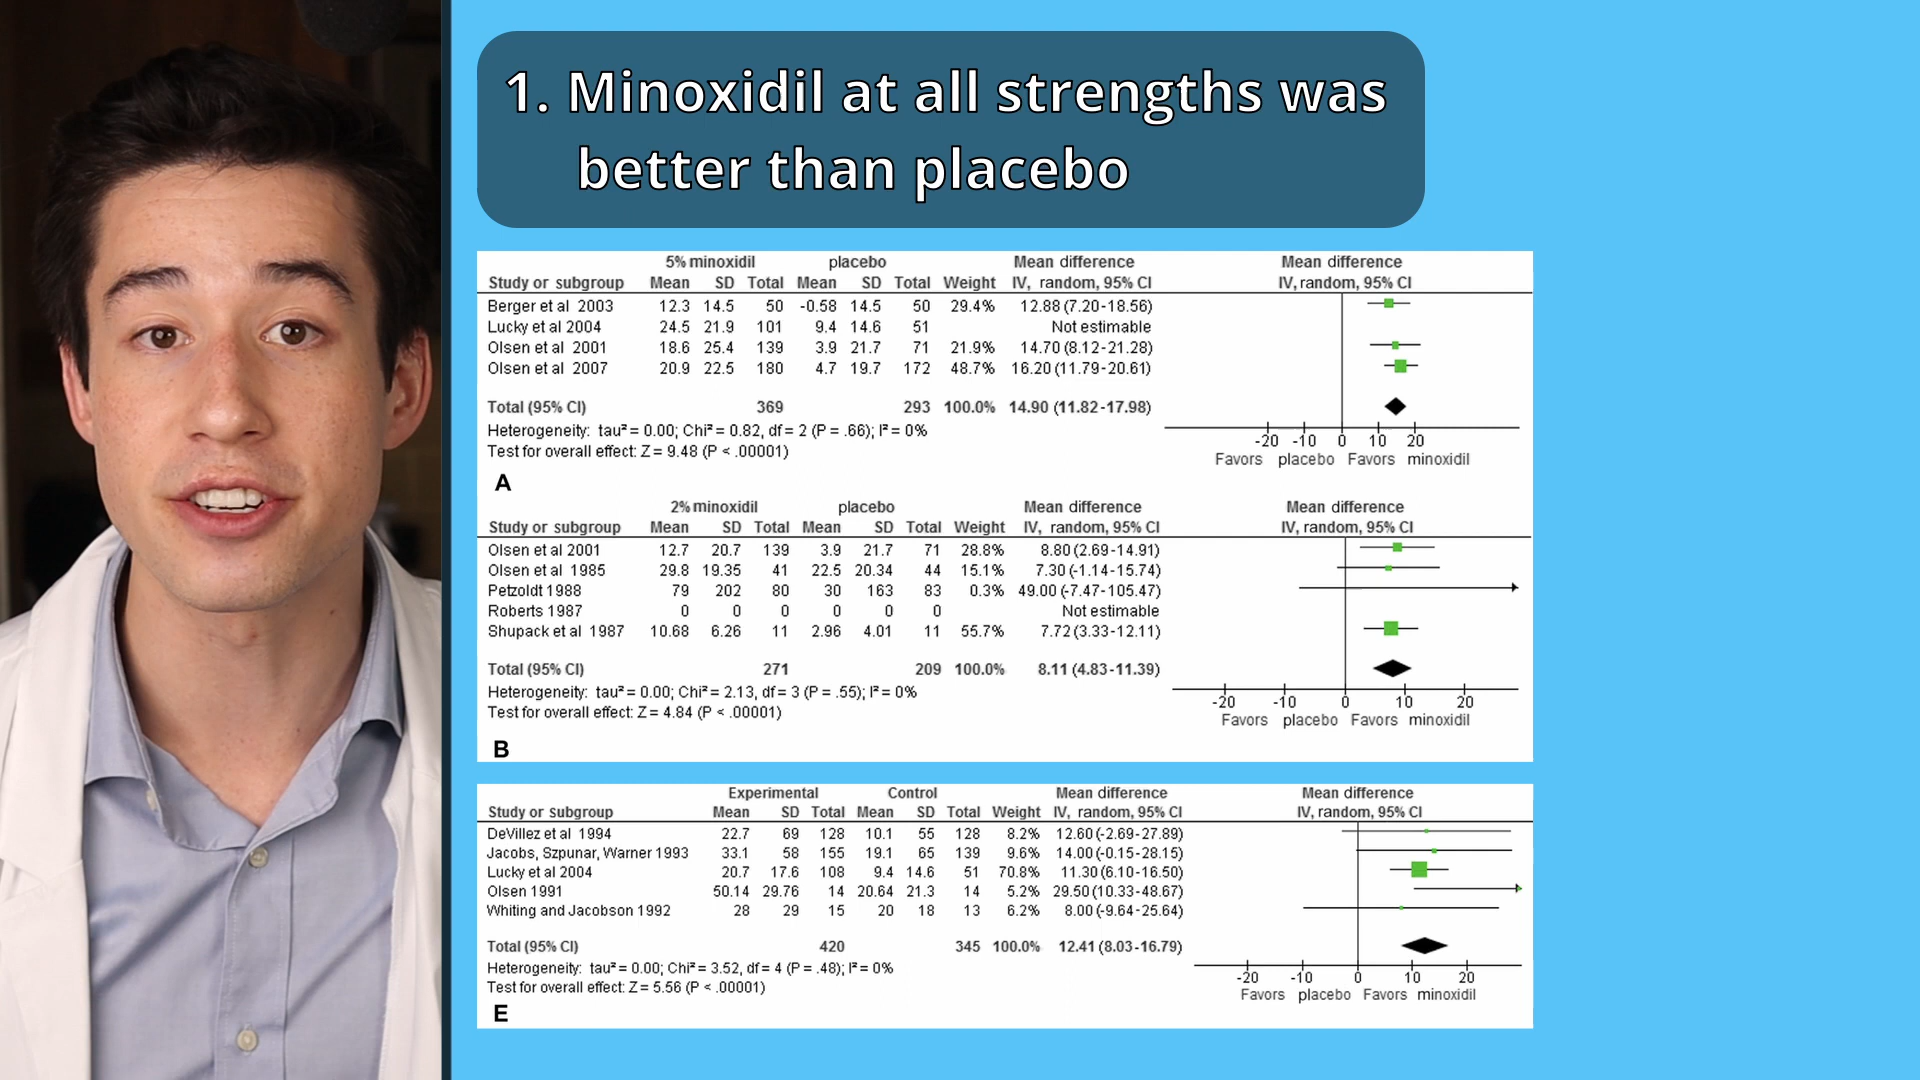 1. Minoxidil at all strengths was
better than placebo
5% minoxidil placebo Mean difference Mean difference
Study or subgroup Mean SD Total Mean SD Total Weight IV, random, 95% CI IV, random, 95% CI
Berger et al 2003 12.3 14.5 50 -0.58 14.5 50 29.4% 12.88 (7.20-18.56)
Lucky et al 2004 24.5 21.9 101 9.4 14.6 51 Not estimable
Olsen et al 2001 18.6 25.4 139 3.9 21.7 71 21.9% 14.70 (8.12-21.28)
Olsen et al 2007 20.9 22.5 180 4.7 19.7 172 48.7% 16.20 (11.79-20.61)
Total (95% CI) 369 293 100.0% 14.90 (11.82-17.98)
Heterogeneity: tau² = 0.00; Chi² = 0.82, df = 2 (P = .66); I² = 0%
Test for overall effect: Z = 9.48 (P < .00001)
-20 -10 0 10 20
Favors placebo Favors minoxidil
A
2% minoxidil placebo Mean difference Mean difference
Study or subgroup Mean SD Total Mean SD Total Weight IV, random, 95% CI IV, random, 95% CI
Olsen et al 2001 12.7 20.7 139 3.9 21.7 71 28.8% 8.80 (2.69-14.91)
Olsen et al 1985 29.8 19.35 41 22.5 20.34 44 15.1% 7.30 (-1.14-15.74)
Petzoldt 1988 79 202 80 30 163 83 0.3% 49.00 (-7.47-105.47)
Roberts 1987 0 0 0 0 0 0 Not estimable
Shupack et al 1987 10.68 6.26 11 2.96 4.01 11 55.7% 7.72 (3.33-12.11)
Total (95% CI) 271 209 100.0% 8.11 (4.83-11.39)
Heterogeneity: tau² = 0.00; Chi² = 2.13, df = 3 (P = .55); I² = 0%
Test for overall effect: Z = 4.84 (P < .00001)
-20 -10 0 10 20
Favors placebo Favors minoxidil
B
Experimental Control Mean difference Mean difference
Study or subgroup Mean SD Total Mean SD Total Weight IV, random, 95% CI IV, random, 95% CI
DeVillez et al 1994 22.7 69 128 10.1 55 128 8.2% 12.60 (-2.69-27.89)
Jacobs, Szpunar, Warner 1993 33.1 58 155 19.1 65 139 9.6% 14.00 (-0.15-28.15)
Lucky et al 2004 20.7 17.6 108 9.4 14.6 51 70.8% 11.30 (6.10-16.50)
Olsen 1991 50.14 29.76 14 20.64 21.3 14 5.2% 29.50 (10.33-48.67)
Whiting and Jacobson 1992 28 29 15 20 18 13 6.2% 8.00 (-9.64-25.64)
Total (95% CI) 420 345 100.0% 12.41 (8.03-16.79)
Heterogeneity: tau² = 0.00; Chi² = 3.52, df = 4 (P = .48); I² = 0%
Test for overall effect: Z = 5.56 (P < .00001)
-20 -10 0 10 20
Favors placebo Favors minoxidil
E